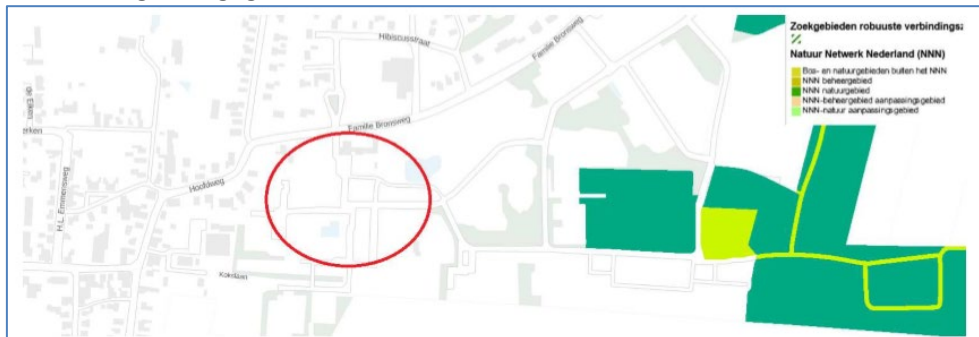 Hibiscusstraat
Familie Bronsweg
Zoekgebieden robuuste verbindingsz
Natuur Netwerk Nederland (NNN)
Bos- en natuurgebieden buiten het NNN
NNN beheergebied
NNN natuurgebied
NNN-beheergebied aanpassingsgebied
NNN-natuur aanpassingsgebied
Familie Bronsweg
Hoofdweg
H.L. Emmensweg
Kokslaan